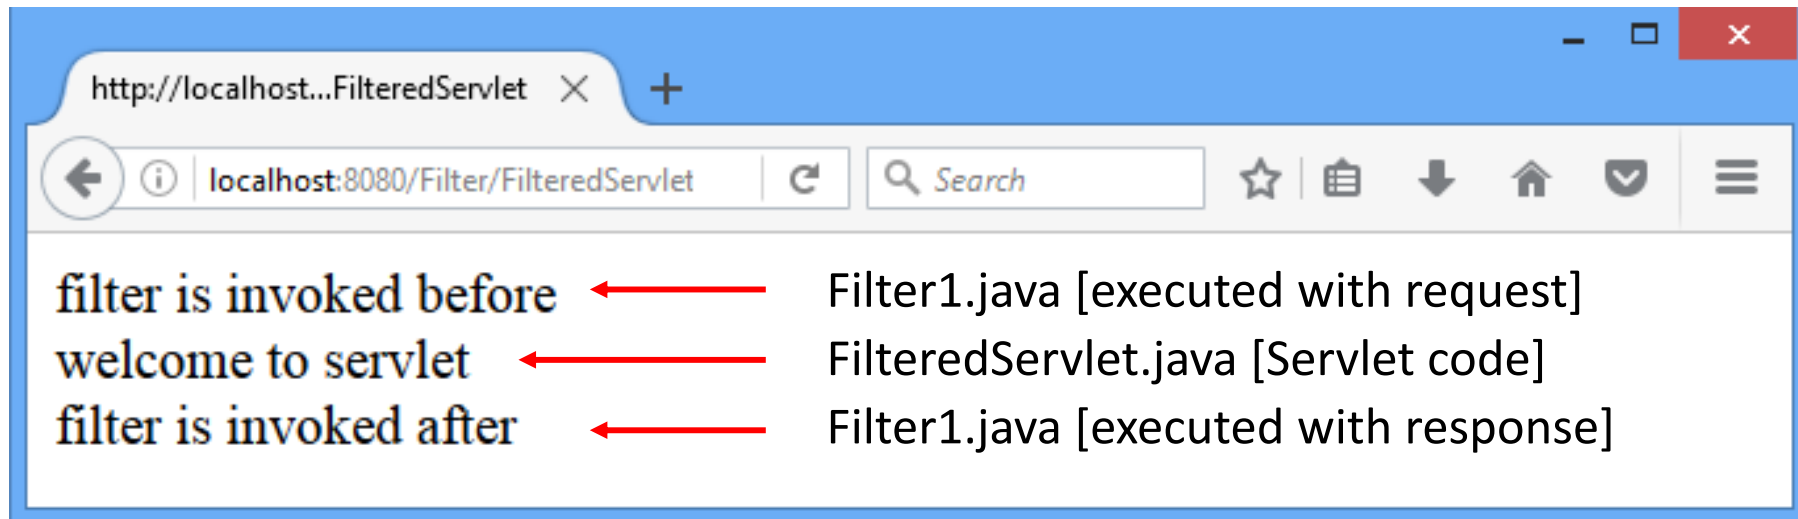 http://localhost...FilteredServlet
localhost:8080/Filter/FilteredServlet
Search
filter is invoked before
Filter1.java [executed with request]
welcome to servlet
FilteredServlet.java [Servlet code]
filter is invoked after
Filter1.java [executed with response]